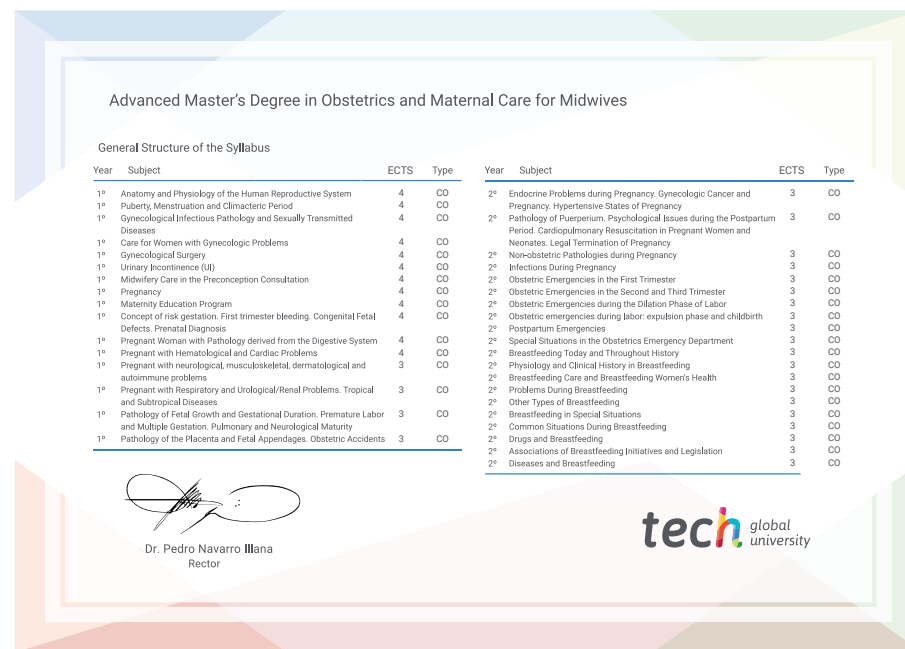 Advanced Master's Degree in Obstetrics and Maternal Care for Midwives
General Structure of the Syllabus
Year Subject ECTS Type
1º Anatomy and Physiology of the Human Reproductive System 4 CO
1º Puberty, Menstruation and Climacteric Period 4 CO
1º Gynecological Infectious Pathology and Sexually Transmitted 4 CO
Diseases
1º Care for Women with Gynecologic Problems 4 CO
1º Gynecological Surgery 4 CO
1º Urinary Incontinence (UI) 4 CO
1º Midwifery Care in the Preconception Consultation 4 CO
1º Pregnancy 4 CO
1º Maternity Education Program 4 CO
1º Concept of risk gestation. First trimester bleeding. Congenital Fetal 4 CO
Defects. Prenatal Diagnosis
1º Pregnant Woman with Pathology derived from the Digestive System 4 CO
1º Pregnant with Hematological and Cardiac Problems 4 CO
1º Pregnant with neurological, musculoskeletal, dermatological and 3 CO
autoimmune problems
1º Pregnant with Respiratory and Urological/Renal Problems. Tropical 3 CO
and Subtropical Diseases
1º Pathology of Fetal Growth and Gestational Duration. Premature Labor 3 CO
and Multiple Gestation. Pulmonary and Neurological Maturity
1º Pathology of the Placenta and Fetal Appendages. Obstetric Accidents 3 CO
Year Subject ECTS Type
2º Endocrine Problems during Pregnancy. Gynecologic Cancer and 3 CO
Pregnancy. Hypertensive States of Pregnancy
2º Pathology of Puerperium. Psychological Issues during the Postpartum 3 CO
Period. Cardiopulmonary Resuscitation in Pregnant Women and
Neonates. Legal Termination of Pregnancy
2º Non-obstetric Pathologies during Pregnancy 3 CO
2º Infections During Pregnancy 3 CO
2º Obstetric Emergencies in the First Trimester 3 CO
2º Obstetric Emergencies in the Second and Third Trimester 3 CO
2º Obstetric Emergencies during the Dilation Phase of Labor 3 CO
2º Obstetric emergencies during labor: expulsion phase and childbirth 3 CO
2º Postpartum Emergencies 3 CO
2º Special Situations in the Obstetrics Emergency Department 3 CO
2º Breastfeeding Today and Throughout History 3 CO
2º Physiology and Clinical History in Breastfeeding 3 CO
2º Breastfeeding Care and Breastfeeding Women's Health 3 CO
2º Problems During Breastfeeding 3 CO
2º Other Types of Breastfeeding 3 CO
2º Breastfeeding in Special Situations 3 CO
2º Common Situations During Breastfeeding 3 CO
2º Drugs and Breastfeeding 3 CO
2º Associations of Breastfeeding Initiatives and Legislation 3 CO
2º Diseases and Breastfeeding 3 CO
Dr. Pedro Navarro Illana
Rector
tech global
university